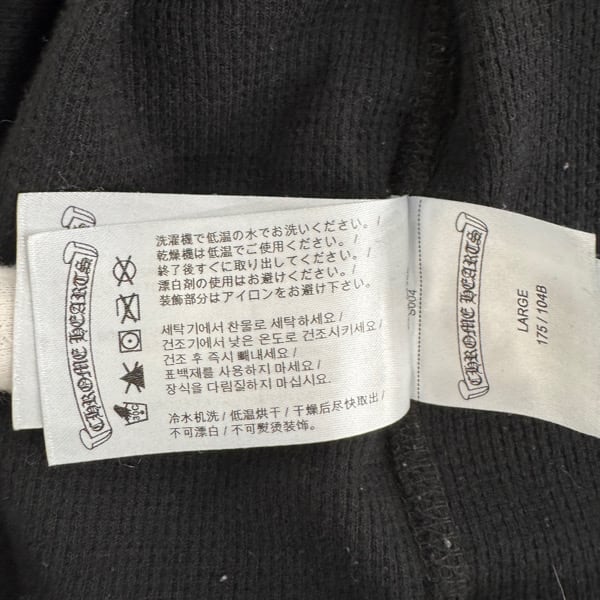 洗濯機で低温の水でお洗いください。/
乾燥機は低温でご使用ください。/
終了後すぐに取り出してください。/
漂白剤の使用はお避けください。/
装飾部分はアイロンをお避け下さい。
세탁기에서 찬물로 세탁하세요 /
건조기에서 낮은 온도로 건조시키세요 /
건조 후 즉시 빼내세요 /
표백제를 사용하지 마세요 /
장식을 다림질하지 마십시요.
冷水机洗 / 低温烘干 / 干燥后尽快取出 /
不可漂白 / 不可熨烫装饰。
CHROME HEARTS
S004
CHROME HEARTS
LARGE
175 / 104B